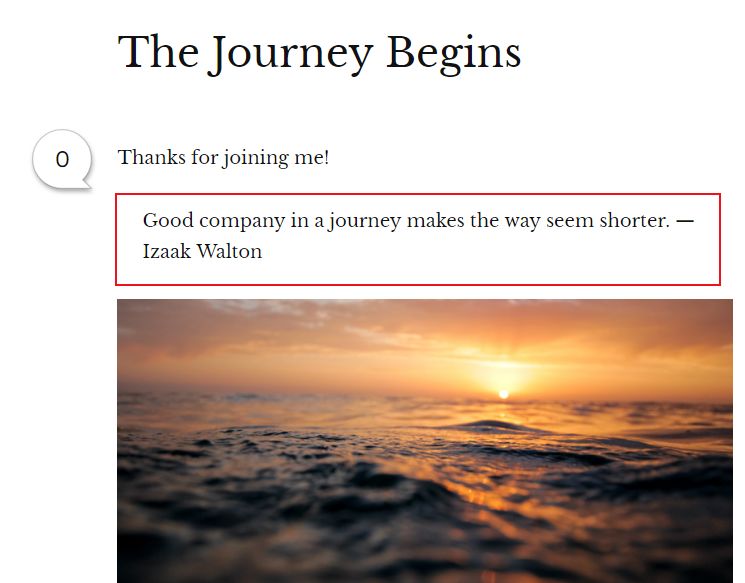 The Journey Begins
0
Thanks for joining me!
Good company in a journey makes the way seem shorter. —
Izaak Walton